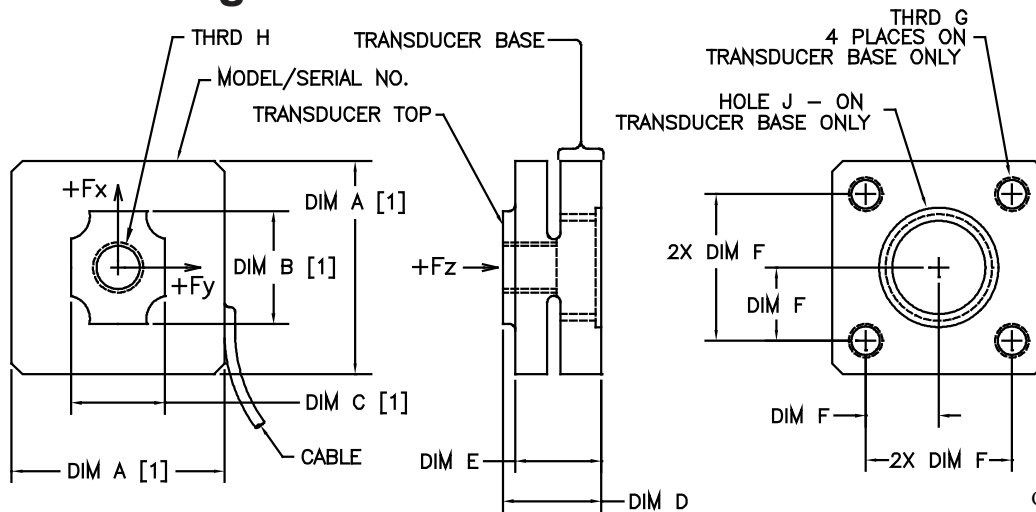 THRD H
MODEL/SERIAL NO.
+Fx
DIM A [1]
DIM B [1]
+Fy
DIM C [1]
DIM A [1]
CABLE
TRANSDUCER BASE
TRANSDUCER TOP
+Fz
DIM E
DIM D
THRD G
4 PLACES ON
TRANSDUCER BASE ONLY
HOLE J - ON
TRANSDUCER BASE ONLY
2X DIM F
DIM F
DIM F
2X DIM F